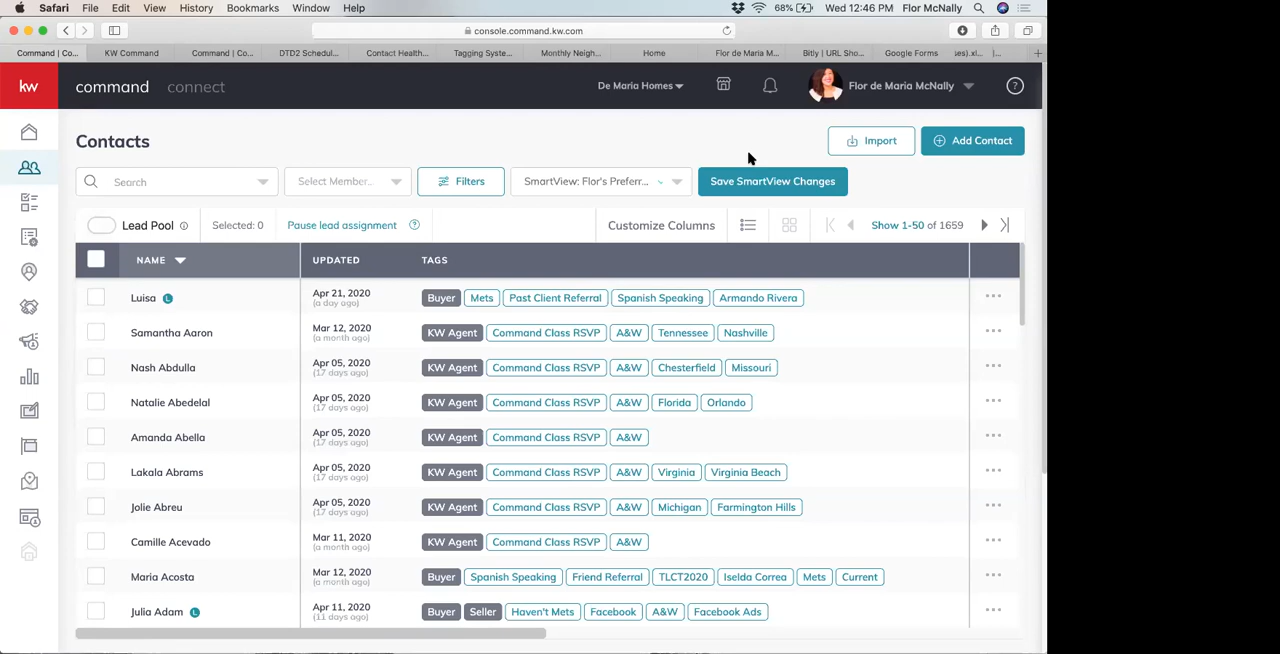 Safari File Edit View History Bookmarks Window Help 68% Wed 12:46 PM Flor McNally
console.command.kw.com
Command | Co... KW Command Command | Co... DTD2 Schedul... Contact Health... Tagging Syste... Monthly Neigh... Home Flor de Maria M... Bitly | URL Sho... Google Forms ses).xl...
kw command connect De Maria Homes Flor de Maria McNally ?
Contacts Import Add Contact
Search Select Member... Filters SmartView: Flor's Preferr... Save SmartView Changes
Lead Pool Selected: 0 Pause lead assignment ? Customize Columns Show 1-50 of 1659
NAME UPDATED TAGS
Luisa L Apr 21, 2020 (a day ago) Buyer Mets Past Client Referral Spanish Speaking Armando Rivera
Samantha Aaron Mar 12, 2020 (a month ago) KW Agent Command Class RSVP A&W Tennessee Nashville
Nash Abdulla Apr 05, 2020 (17 days ago) KW Agent Command Class RSVP A&W Chesterfield Missouri
Natalie Abedelal Apr 05, 2020 (17 days ago) KW Agent Command Class RSVP A&W Florida Orlando
Amanda Abella Apr 05, 2020 (17 days ago) KW Agent Command Class RSVP A&W
Lakala Abrams Apr 05, 2020 (17 days ago) KW Agent Command Class RSVP A&W Virginia Virginia Beach
Jolie Abreu Apr 05, 2020 (17 days ago) KW Agent Command Class RSVP A&W Michigan Farmington Hills
Camille Acevado Mar 11, 2020 (a month ago) KW Agent Command Class RSVP A&W
Maria Acosta Mar 12, 2020 (a month ago) Buyer Spanish Speaking Friend Referral TLCT2020 Iselda Correa Mets Current
Julia Adam L Apr 11, 2020 (11 days ago) Buyer Seller Haven't Mets Facebook A&W Facebook Ads